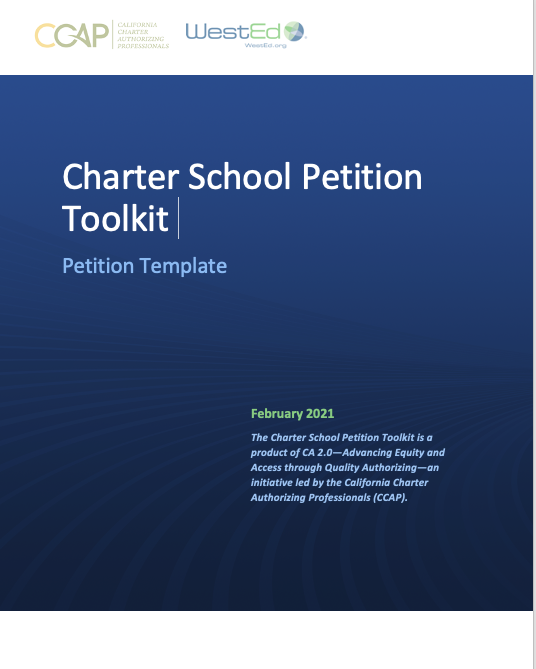 CCAP
CALIFORNIA
CHARTER
AUTHORIZING
PROFESSIONALS
WestEd
WestEd.org
Charter School Petition
Toolkit
Petition Template
February 2021
The Charter School Petition Toolkit is a
product of CA 2.0—Advancing Equity and
Access through Quality Authorizing—an
initiative led by the California Charter
Authorizing Professionals (CCAP).